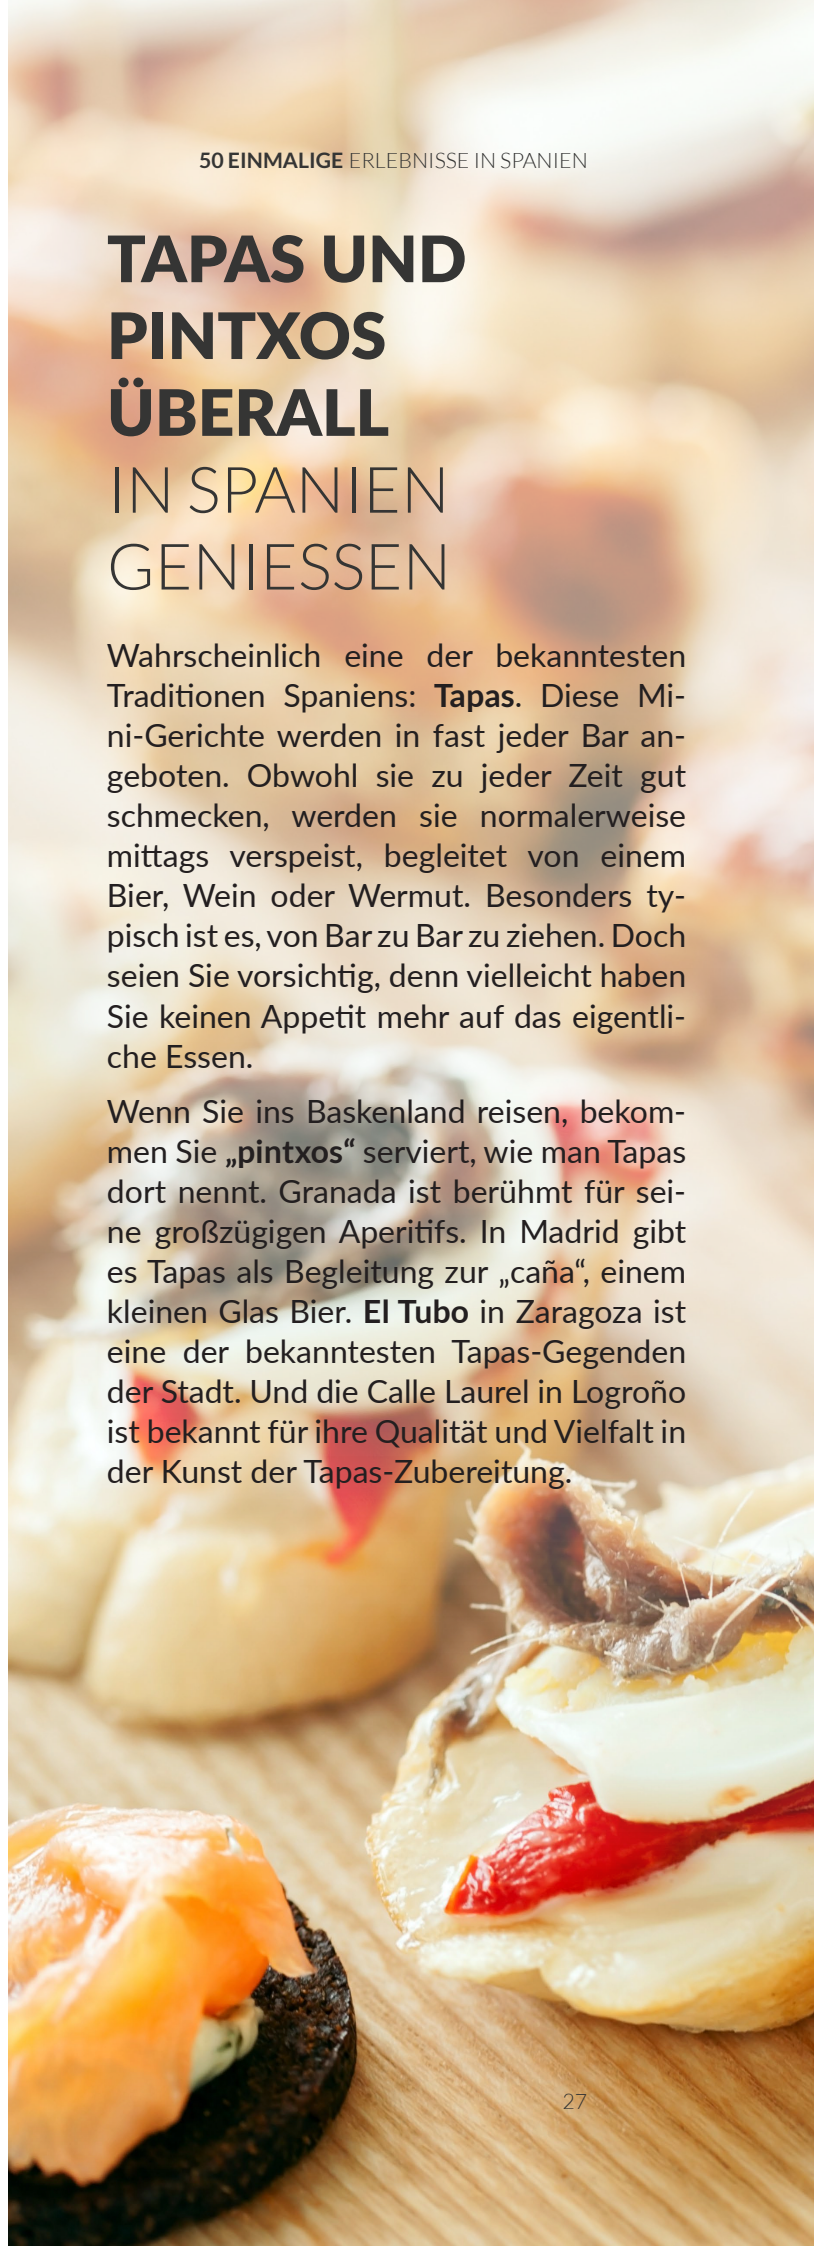 50 EINMALIGE ERLEBNISSE IN SPANIEN
TAPAS UND
PINTXOS
ÜBERALL
IN SPANIEN
GENIESSEN
Wahrscheinlich eine der bekanntesten
Traditionen Spaniens: Tapas. Diese Mi-
ni-Gerichte werden in fast jeder Bar an-
geboten. Obwohl sie zu jeder Zeit gut
schmecken, werden sie normalerweise
mittags verspeist, begleitet von einem
Bier, Wein oder Wermut. Besonders ty-
pisch ist es, von Bar zu Bar zu ziehen. Doch
seien Sie vorsichtig, denn vielleicht haben
Sie keinen Appetit mehr auf das eigentli-
che Essen.
Wenn Sie ins Baskenland reisen, bekom-
men Sie „pintxos“ serviert, wie man Tapas
dort nennt. Granada ist berühmt für sei-
ne großzügigen Aperitifs. In Madrid gibt
es Tapas als Begleitung zur „caña“, einem
kleinen Glas Bier. El Tubo in Zaragoza ist
eine der bekanntesten Tapas-Gegenden
der Stadt. Und die Calle Laurel in Logroño
ist bekannt für ihre Qualität und Vielfalt in
der Kunst der Tapas-Zubereitung.
27